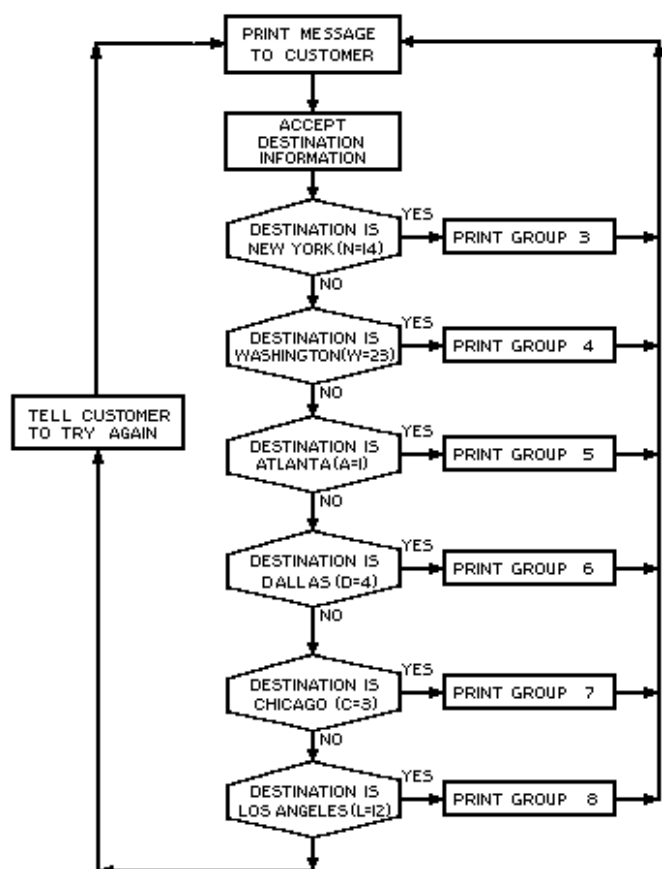 PRINT MESSAGE
TO CUSTOMER
ACCEPT
DESTINATION
INFORMATION
DESTINATION IS
NEW YORK (N=14)
YES
PRINT GROUP 3
NO
DESTINATION IS
WASHINGTON (W=23)
YES
PRINT GROUP 4
NO
TELL CUSTOMER
TO TRY AGAIN
DESTINATION IS
ATLANTA (A=1)
YES
PRINT GROUP 5
NO
DESTINATION IS
DALLAS (D=4)
YES
PRINT GROUP 6
NO
DESTINATION IS
CHICAGO (C=3)
YES
PRINT GROUP 7
NO
DESTINATION IS
LOS ANGELES (L=12)
YES
PRINT GROUP 8